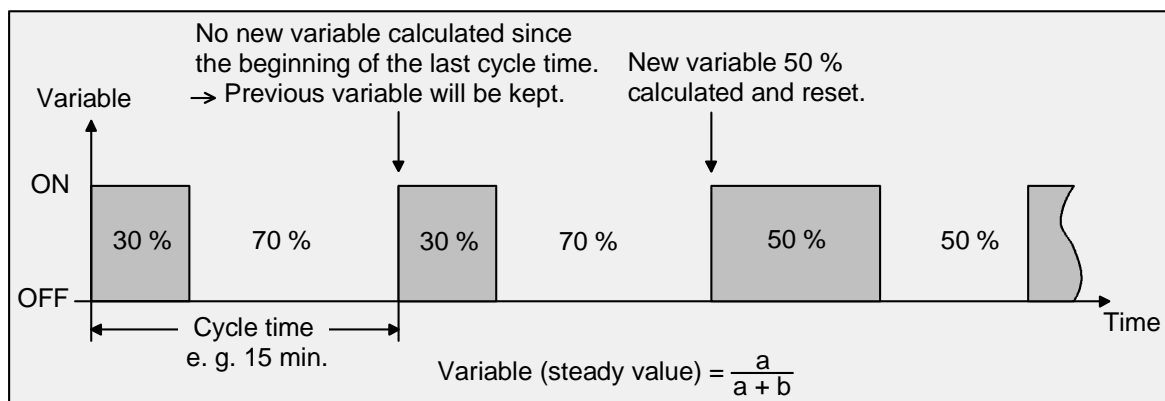 No new variable calculated since
the beginning of the last cycle time.
→ Previous variable will be kept.
New variable 50 %
calculated and reset.
Variable
ON
30 %
70 %
30 %
70 %
50 %
50 %
OFF
Time
Cycle time
e. g. 15 min.
Variable (steady value) = a / a + b